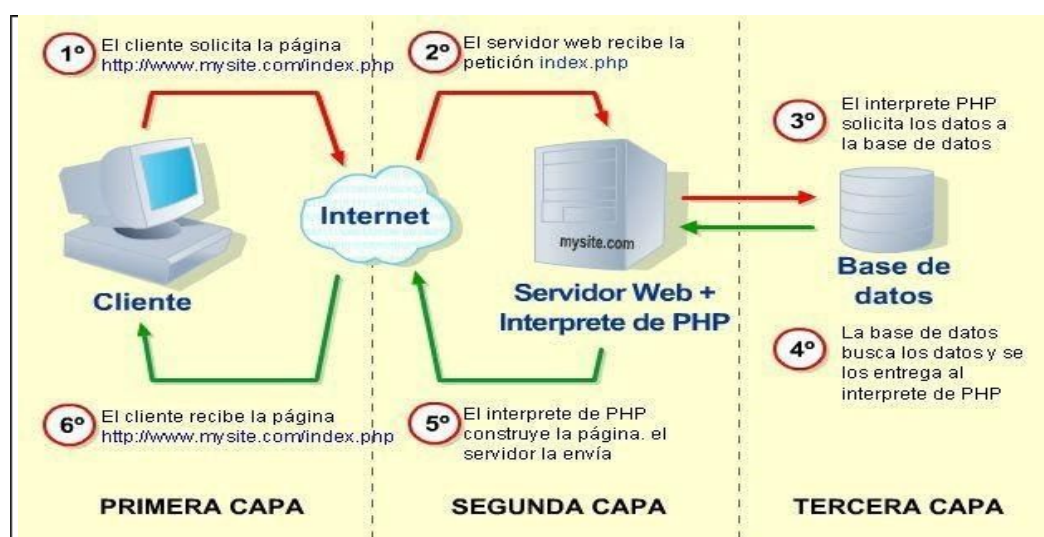 1º
El cliente solicita la página
http://www.mysite.com/index.php
2º
El servidor web recibe la
petición index.php
3º
El interprete PHP
solicita los datos a
la base de datos
Internet
mysite.com
Cliente
Servidor Web +
Interprete de PHP
Base de
datos
4º
La base de datos
busca los datos y se
los entrega al
interprete de PHP
5º
El interprete de PHP
construye la página. el
servidor la envía
6º
El cliente recibe la página
http://www.mysite.com/index.php
PRIMERA CAPA
SEGUNDA CAPA
TERCERA CAPA